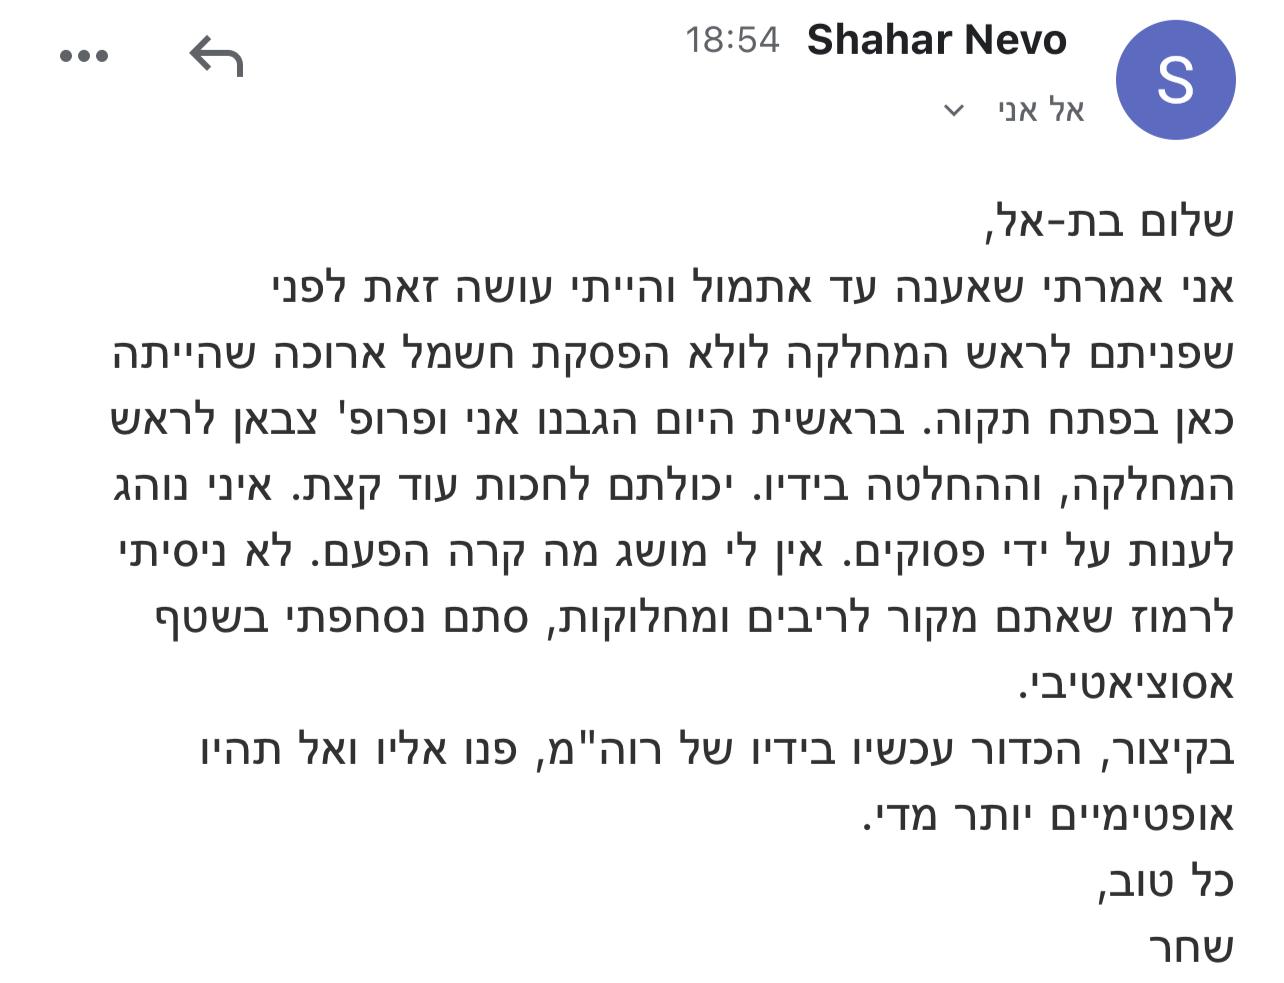 Shahar Nevo 18:54
S
אל אני
שלום בת-אל,
אני אמרתי שאענה עד אתמול והייתי עושה זאת לפני
שפניתם לראש המחלקה לולא הפסקת חשמל ארוכה שהייתה
כאן בפתח תקוה. בראשית היום הגבנו אני ופרופ' צבאן לראש
המחלקה, וההחלטה בידיו. יכולתם לחכות עוד קצת. איני נוהג
לענות על ידי פסוקים. אין לי מושג מה קרה הפעם. לא ניסיתי
לרמוז שאתם מקור לריבים ומחלוקות, סתם נסחפתי בשטף
אסוציאטיבי.
בקיצור, הכדור עכשיו בידיו של רוה"מ, פנו אליו ואל תהיו
אופטימיים יותר מדי.
כל טוב,
שחר